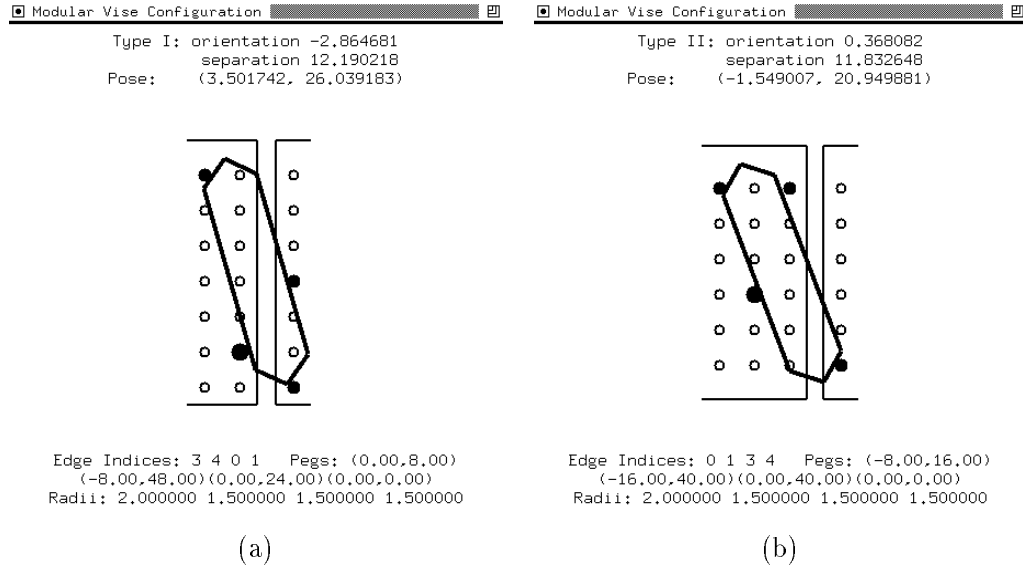 Modular Vise Configuration
Type I: orientation -2.864681
separation 12.190218
Pose: (3.501742, 26.039183)
Edge Indices: 3 4 0 1 Pegs: (0.00,8.00)
(-8.00,48.00)(0.00,24.00)(0.00,0.00)
Radii: 2.000000 1.500000 1.500000 1.500000
(a)
Modular Vise Configuration
Type II: orientation 0.368082
separation 11.832648
Pose: (-1.549007, 20.949881)
Edge Indices: 0 1 3 4 Pegs: (-8.00,16.00)
(-16.00,40.00)(0.00,40.00)(0.00,0.00)
Radii: 2.000000 1.500000 1.500000 1.500000
(b)